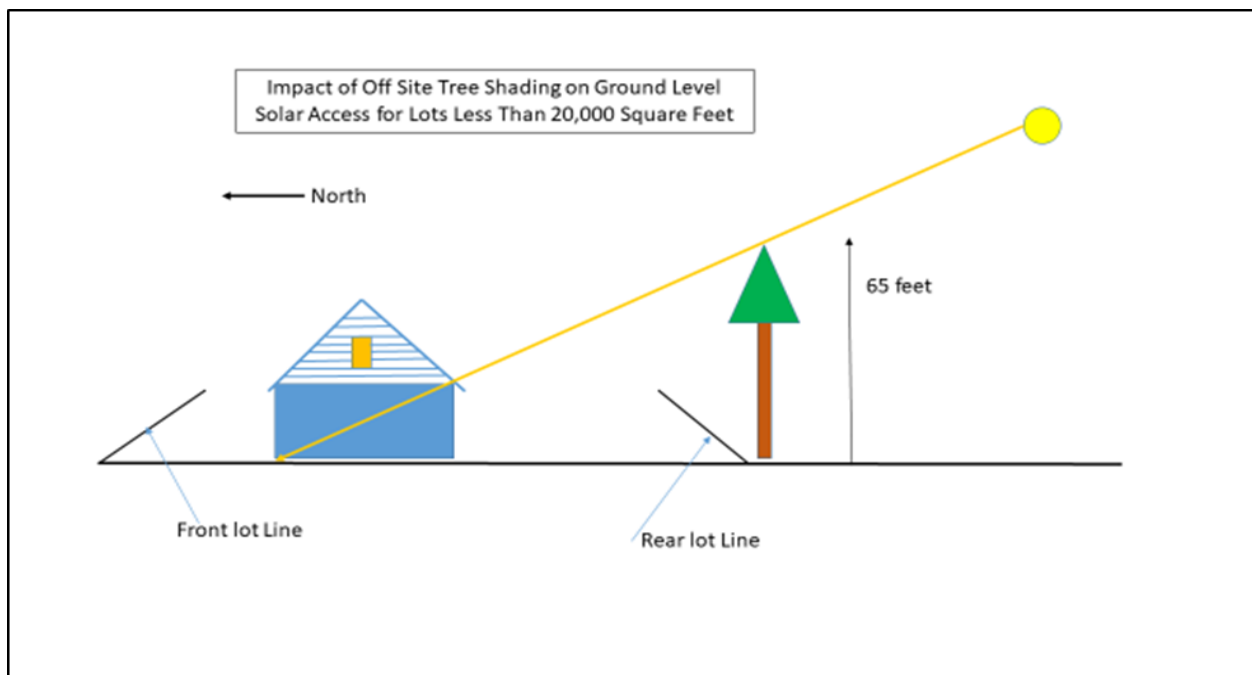 Impact of Off Site Tree Shading on Ground Level
Solar Access for Lots Less Than 20,000 Square Feet
North
65 feet
Front lot Line
Rear lot Line